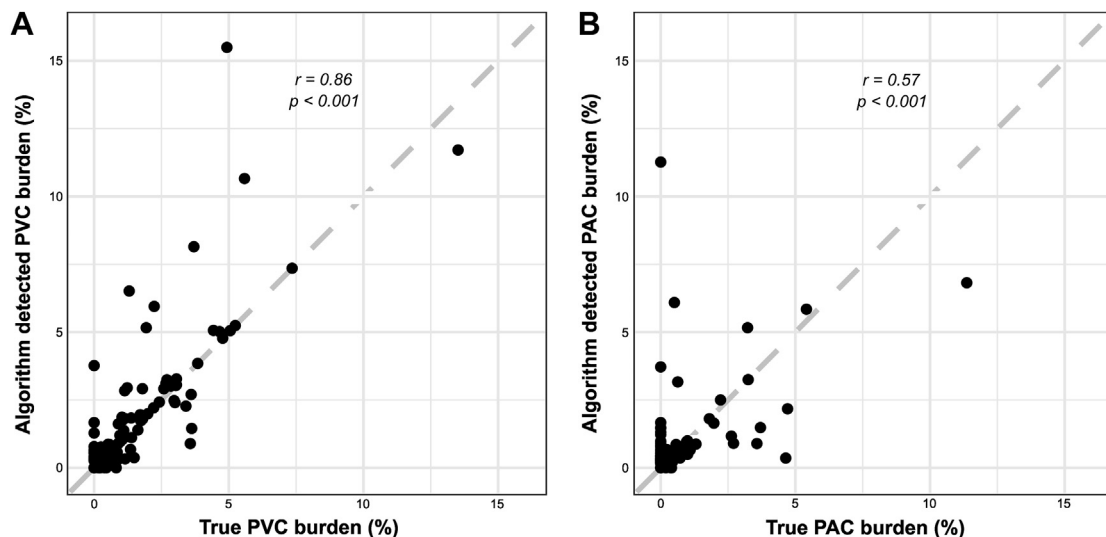 A
Algorithm detected PVC burden (%)
15
10
5
0
r = 0.86
p < 0.001
0
5
10
15
True PVC burden (%)
B
Algorithm detected PAC burden (%)
15
10
5
0
r = 0.57
p < 0.001
0
5
10
15
True PAC burden (%)